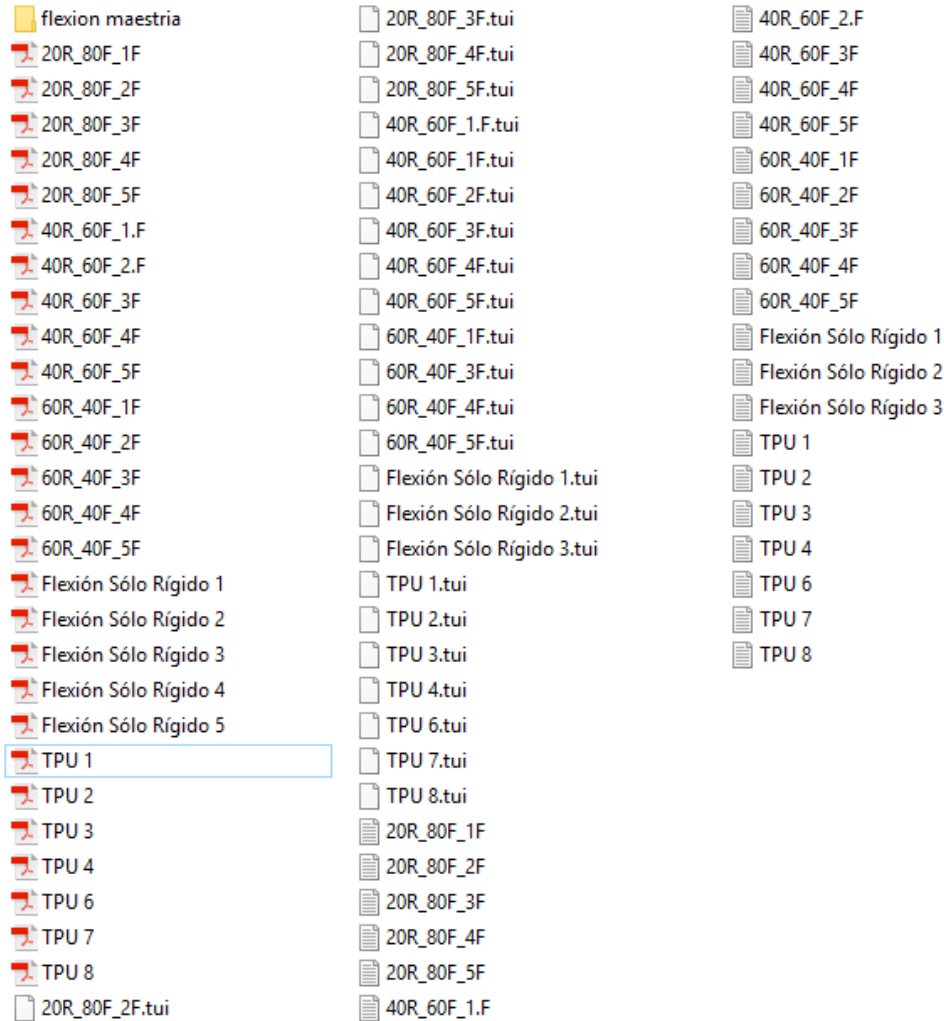 flexion maestria
20R_80F_1F
20R_80F_2F
20R_80F_3F
20R_80F_4F
20R_80F_5F
40R_60F_1.F
40R_60F_2.F
40R_60F_3F
40R_60F_4F
40R_60F_5F
60R_40F_1F
60R_40F_2F
60R_40F_3F
60R_40F_4F
60R_40F_5F
Flexión Sólo Rígido 1
Flexión Sólo Rígido 2
Flexión Sólo Rígido 3
Flexión Sólo Rígido 4
Flexión Sólo Rígido 5
TPU 1
TPU 2
TPU 3
TPU 4
TPU 6
TPU 7
TPU 8
20R_80F_2F.tui
20R_80F_3F.tui
20R_80F_4F.tui
20R_80F_5F.tui
40R_60F_1.F.tui
40R_60F_1F.tui
40R_60F_2F.tui
40R_60F_3F.tui
40R_60F_4F.tui
40R_60F_5F.tui
60R_40F_1F.tui
60R_40F_3F.tui
60R_40F_4F.tui
60R_40F_5F.tui
Flexión Sólo Rígido 1.tui
Flexión Sólo Rígido 2.tui
Flexión Sólo Rígido 3.tui
TPU 1.tui
TPU 2.tui
TPU 3.tui
TPU 4.tui
TPU 6.tui
TPU 7.tui
TPU 8.tui
20R_80F_1F
20R_80F_2F
20R_80F_3F
20R_80F_4F
20R_80F_5F
40R_60F_1.F
40R_60F_2.F
40R_60F_3F
40R_60F_4F
40R_60F_5F
60R_40F_1F
60R_40F_2F
60R_40F_3F
60R_40F_4F
60R_40F_5F
Flexión Sólo Rígido 1
Flexión Sólo Rígido 2
Flexión Sólo Rígido 3
TPU 1
TPU 2
TPU 3
TPU 4
TPU 6
TPU 7
TPU 8